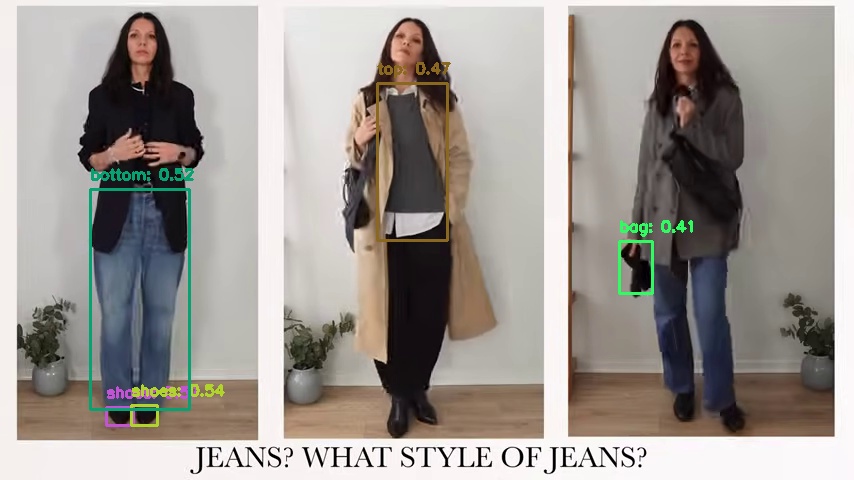 top: 0.47
bottom: 0.52
bag: 0.41
shoes: 0.54
JEANS? WHAT STYLE OF JEANS?